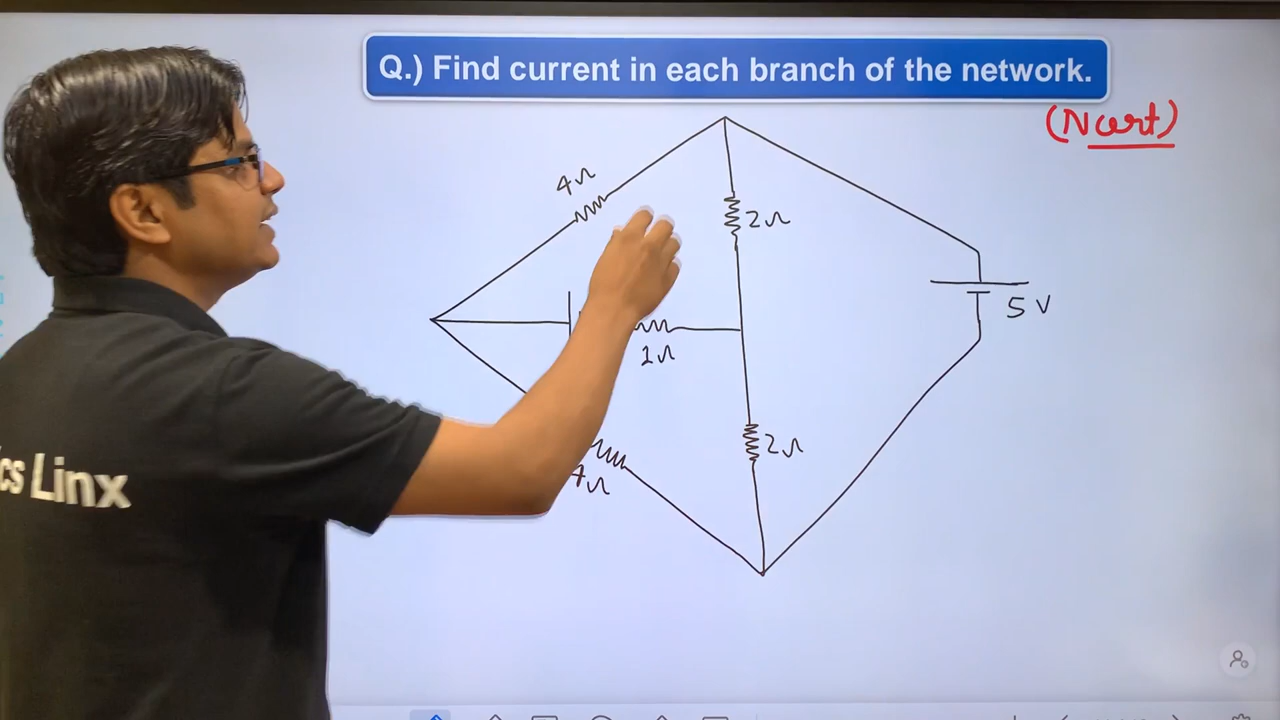 Q.) Find current in each branch of the network.
(Ncert)
4Ω
2Ω
5 V
1Ω
2Ω
4Ω
cs Linx